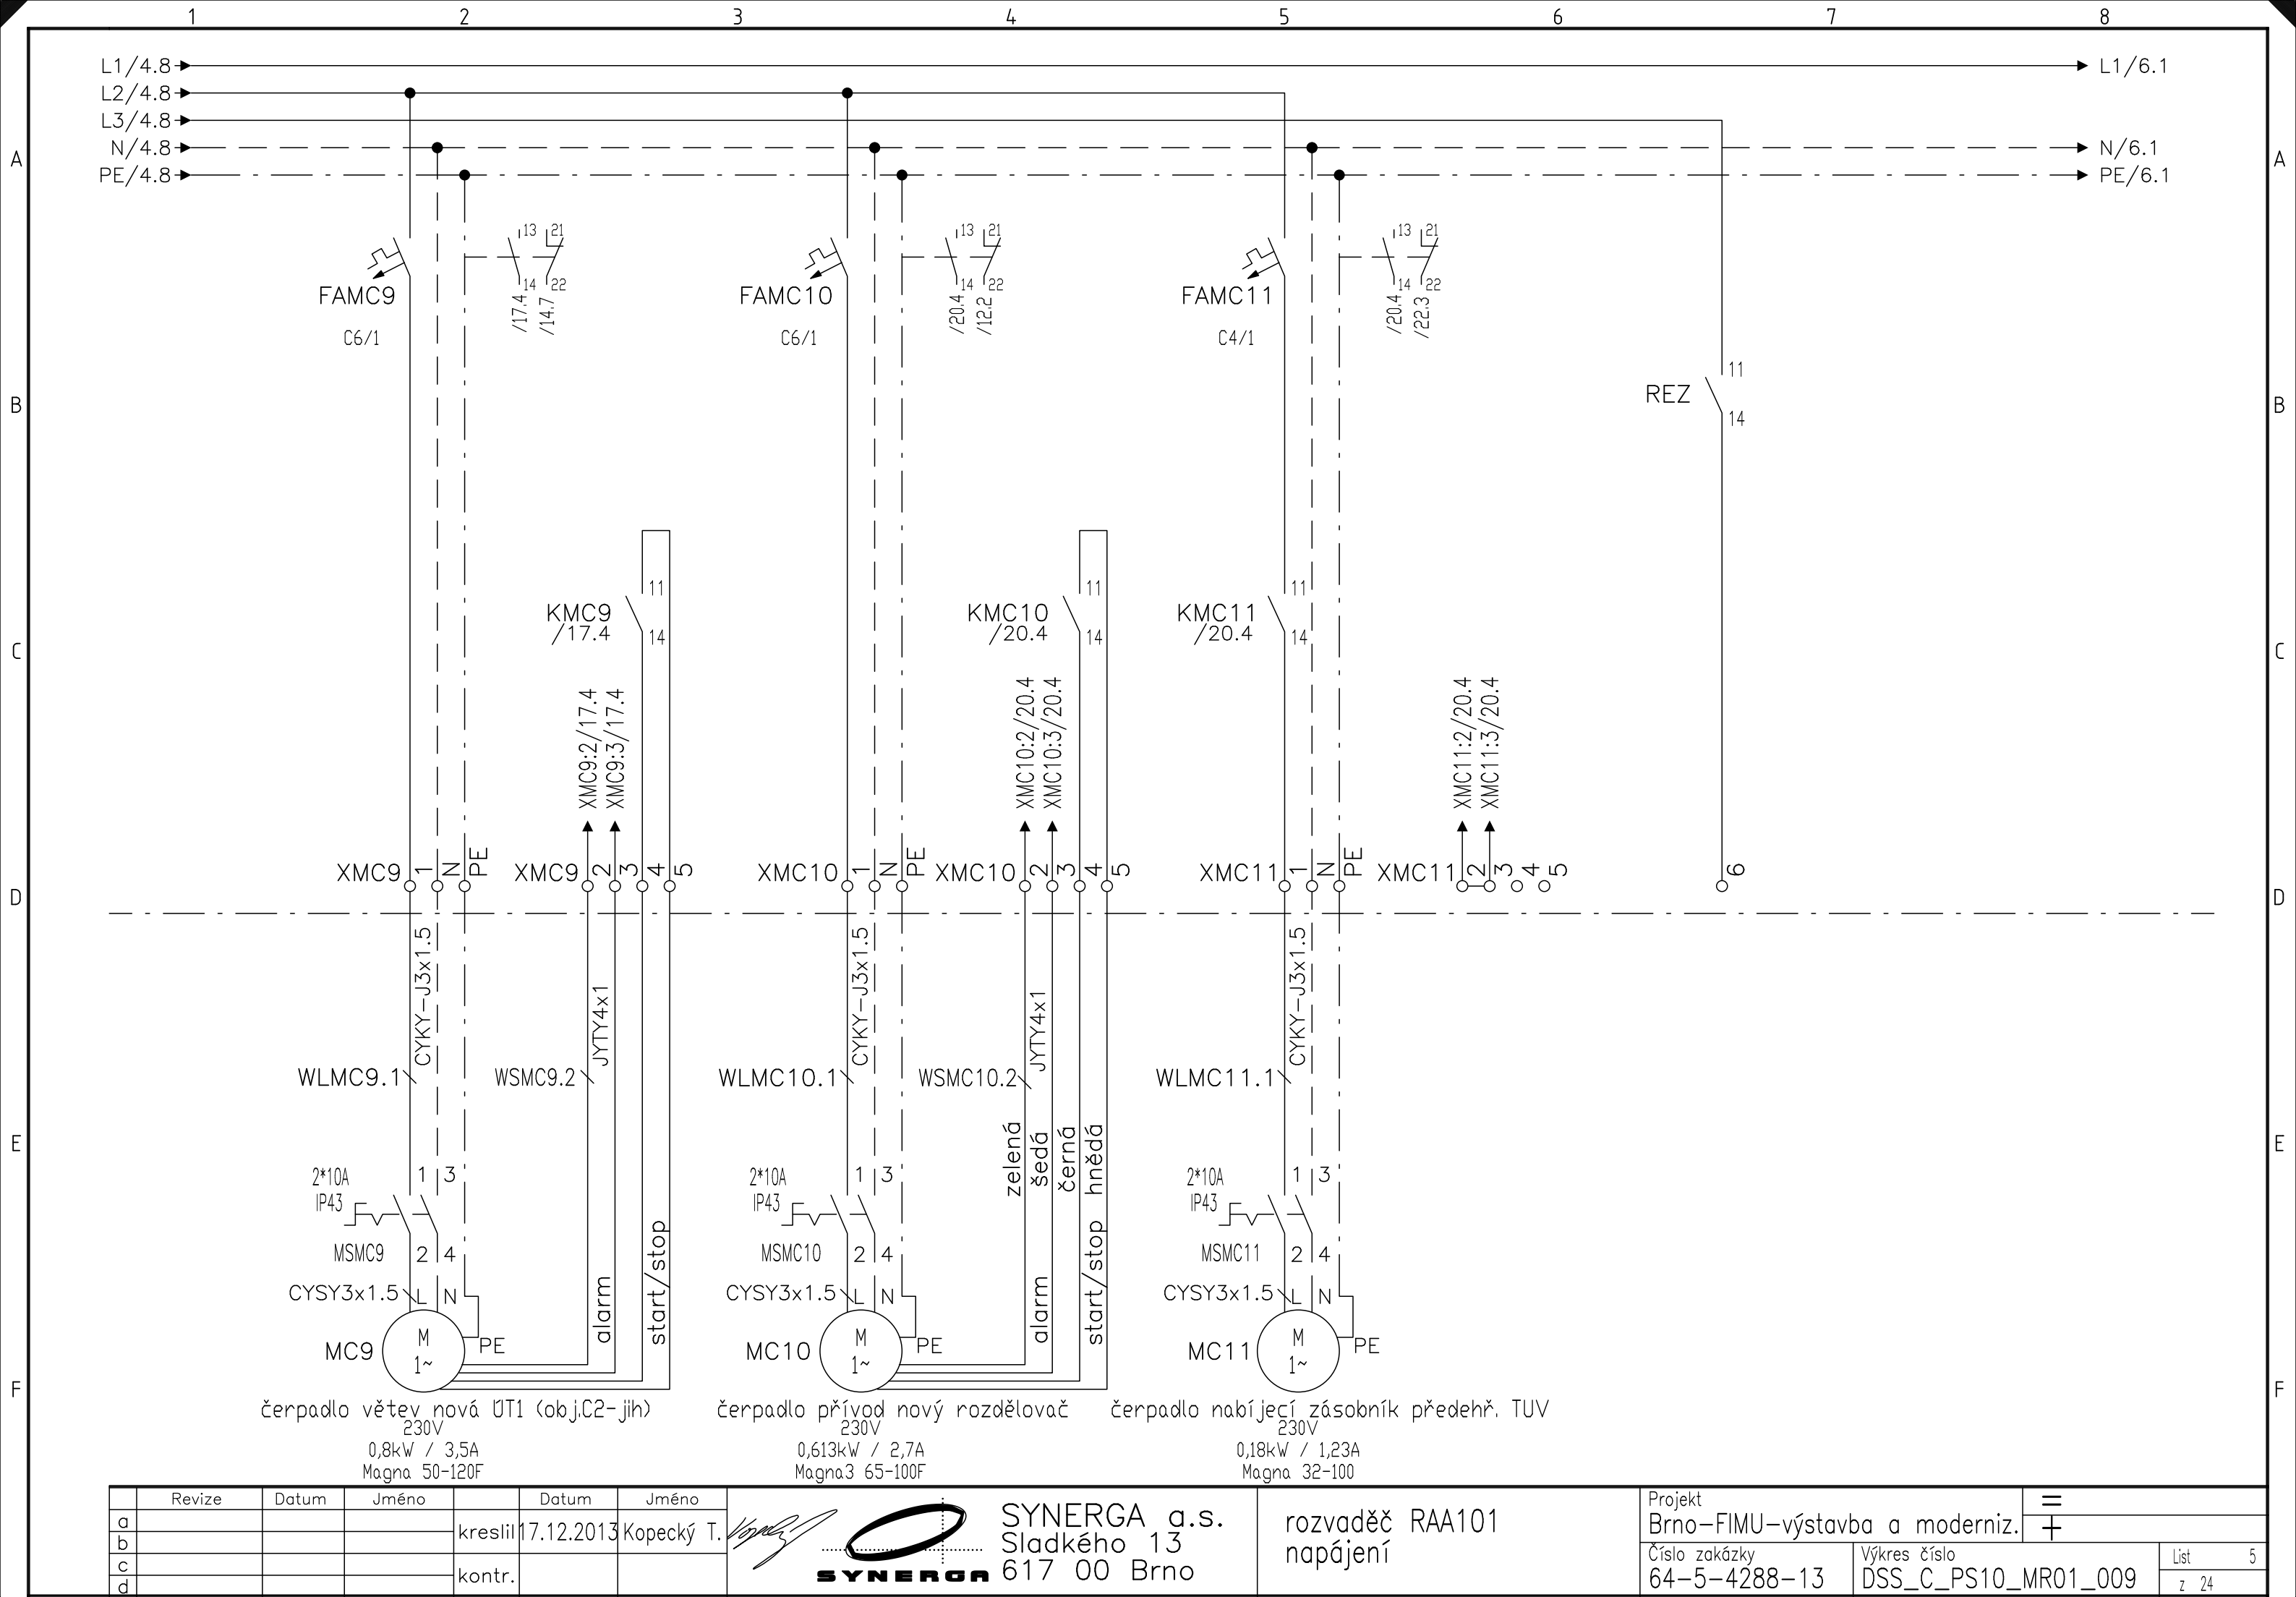 1 2 3 4 5 6 7 8
L1/4.8 L1/6.1
L2/4.8
L3/4.8
N/4.8 N/6.1
PE/4.8 PE/6.1
A A
B B
C C
D D
E E
F F
FAMC9
C6/1
13 21
14 22
/17.4
/14.7
FAMC10
C6/1
13 21
14 22
/20.4
/12.2
FAMC11
C4/1
13 21
14 22
/20.4
/22.3
REZ
11
14
KMC9
/17.4
11
14
KMC10
/20.4
11
14
KMC11
/20.4
11
14
XMC9:2/17.4
XMC9:3/17.4
XMC10:2/20.4
XMC10:3/20.4
XMC11:2/20.4
XMC11:3/20.4
XMC9 1 N PE
XMC9 2 3 4 5
XMC10 1 N PE
XMC10 2 3 4 5
XMC11 1 N PE
XMC11 2 3 4 5
6
CYKY-J3x1.5
WLMC9.1
JYTY4x1
WSMC9.2
CYKY-J3x1.5
WLMC10.1
JYTY4x1
WSMC10.2
CYKY-J3x1.5
WLMC11.1
zelená
šedá
černá
hnědá
2*10A
IP43
1 3
MSMC9
2 4
CYSY3x1.5
L N
MC9
M
1~
PE
alarm
start/stop
2*10A
IP43
1 3
MSMC10
2 4
CYSY3x1.5
L N
MC10
M
1~
PE
alarm
start/stop
2*10A
IP43
1 3
MSMC11
2 4
CYSY3x1.5
L N
MC11
M
1~
PE
čerpadlo větev nová ÚT1 (obj.C2-jih)
230V
0,8kW / 3,5A
Magna 50-120F
čerpadlo přívod nový rozdělovač
230V
0,613kW / 2,7A
Magna3 65-100F
čerpadlo nabíjecí zásobník předehř. TUV
230V
0,18kW / 1,23A
Magna 32-100
Revize Datum Jméno Datum Jméno
a
b
c
d
kreslil 17.12.2013 Kopecký T.
kontr.
SYNERGA
SYNERGA a.s.
Sladkého 13
617 00 Brno
rozvaděč RAA101
napájení
Projekt
Brno-FIMU-výstavba a moderniz.
=
+
Číslo zakázky
64-5-4288-13
Výkres číslo
DSS_C_PS10_MR01_009
List 5
z 24